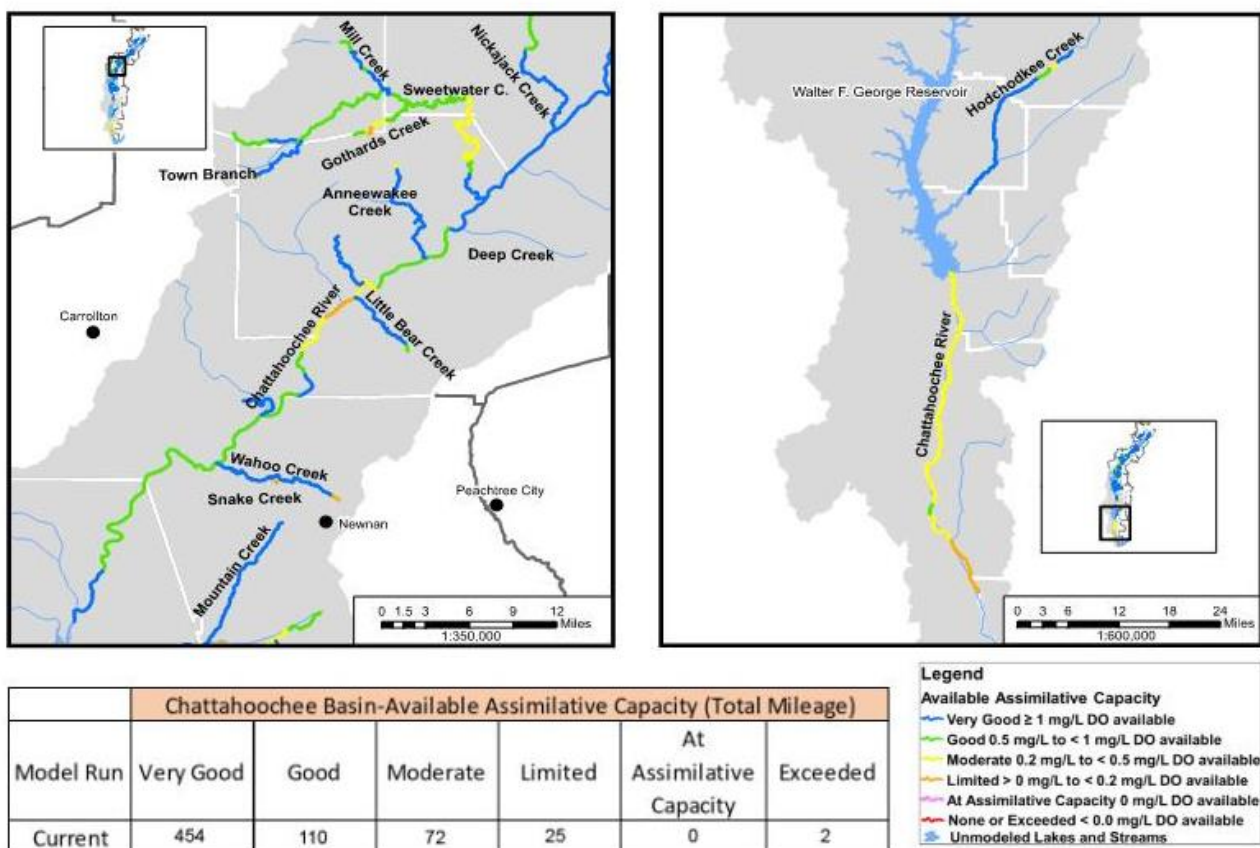 Mill Creek
Nickajack Creek
Sweetwater C.
Gothards Creek
Town Branch
Anneewakee
Creek
Deep Creek
Chattahoochee River
Little Bear Creek
Carrollton
Wahoo Creek
Snake Creek
Peachtree City
Newnan
Mountain Creek
0 1.5 3 6 9 12
Miles
1:350,000
Hodchodkee Creek
Walter F. George Reservoir
Chattahoochee River
0 3 6 12 18 24
Miles
1:600,000
Chattahoochee Basin-Available Assimilative Capacity (Total Mileage)
Model Run Very Good Good Moderate Limited At Assimilative Capacity Exceeded
Current 454 110 72 25 0 2
Legend
Available Assimilative Capacity
Very Good ≥ 1 mg/L DO available
Good 0.5 mg/L to < 1 mg/L DO available
Moderate 0.2 mg/L to < 0.5 mg/L DO available
Limited > 0 mg/L to < 0.2 mg/L DO available
At Assimilative Capacity 0 mg/L DO available
None or Exceeded < 0.0 mg/L DO available
Unmodeled Lakes and Streams